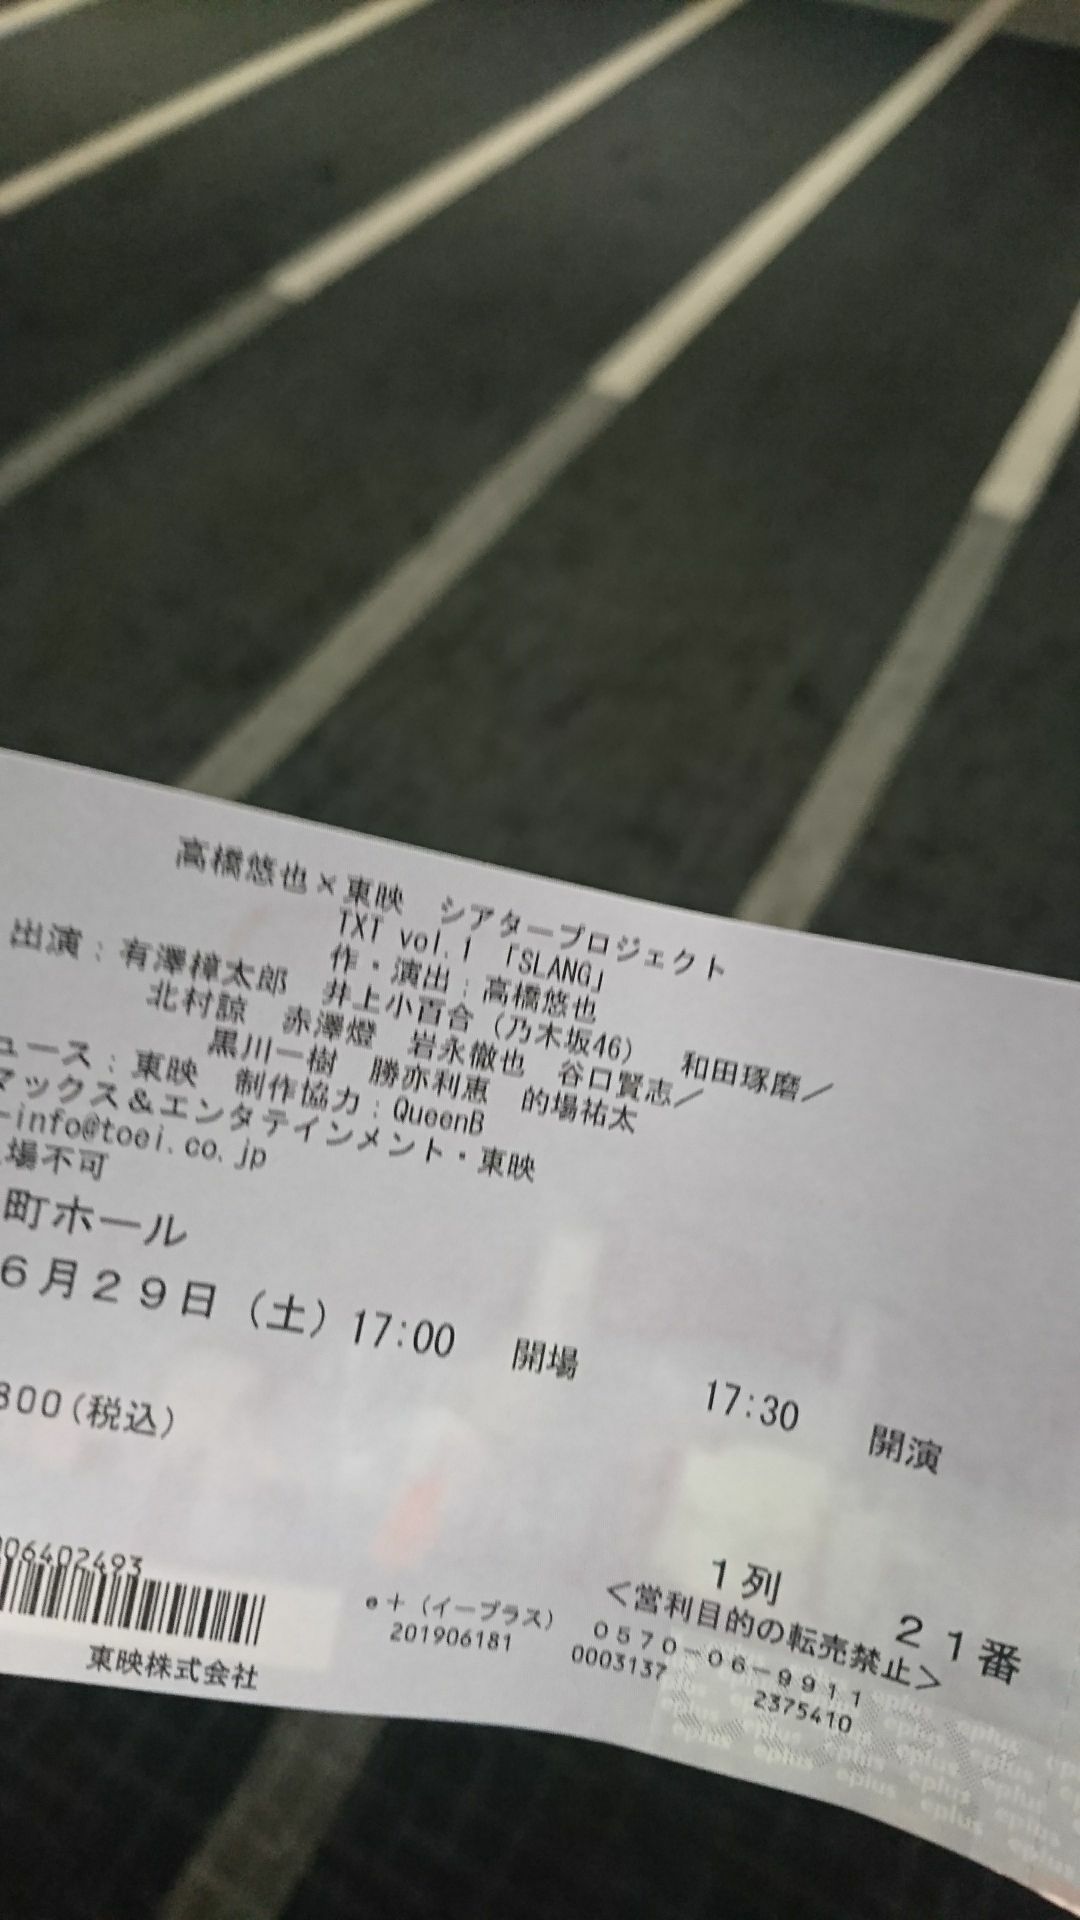 高橋悠也×東映 シアタープロジェクト
TXT vol.1 「SLANG」
作・演出:高橋悠也
出演:有澤樟太郎 井上小百合(乃木坂46) 和田琢磨/
北村諒 赤澤燈 岩永徹也 谷口賢志/
黒川一樹 勝亦利恵 的場祐太
ュース:東映 制作協力:QueenB
マックス&エンタテインメント・東映
-info@toei.co.jp
場不可
町ホール
6月29日(土)17:00 開場 17:30 開演
800(税込)
1列 21番
<営利目的の転売禁止>
006402493
e+(イープラス) 0570-06-9911
201906181 0003137 2375410
東映株式会社
eplus eplus eplus eplus